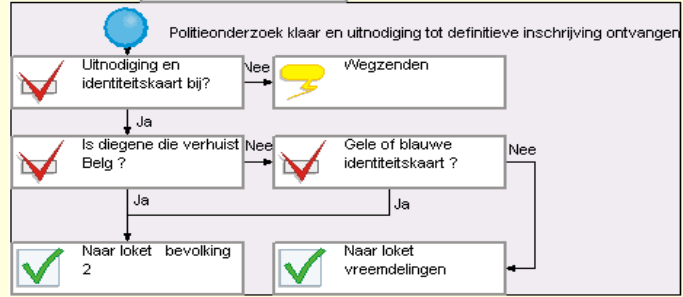 Politieonderzoek klaar en uitnodiging tot definitieve inschrijving ontvangen
Uitnodiging en
identiteitskaart bij?
Nee
Wegzenden
Ja
Is diegene die verhuist
Belg ?
Nee
Gele of blauwe
identiteitskaart ?
Nee
Ja
Ja
Naar loket bevolking
2
Naar loket
vreemdelingen